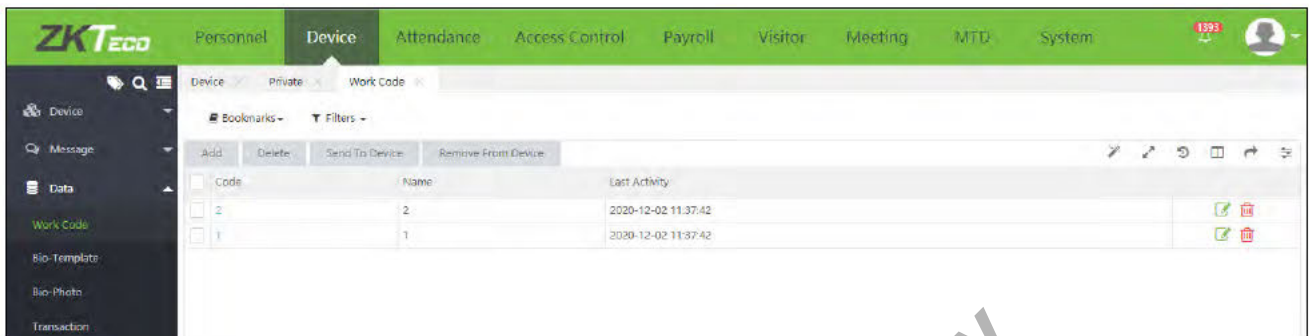 ZKTECO Personnel Device Attendance Access Control Payroll Visitor Meeting MTD System 1393
Device Private Work Code
Device
Bookmarks Filters
Message
Add Delete Send To Device Remove From Device
Data
Code Name Last Activity
2 2 2020-12-02 11:37:42
Work Code
1 1 2020-12-02 11:37:42
Bio-Template
Bio-Photo
Transaction